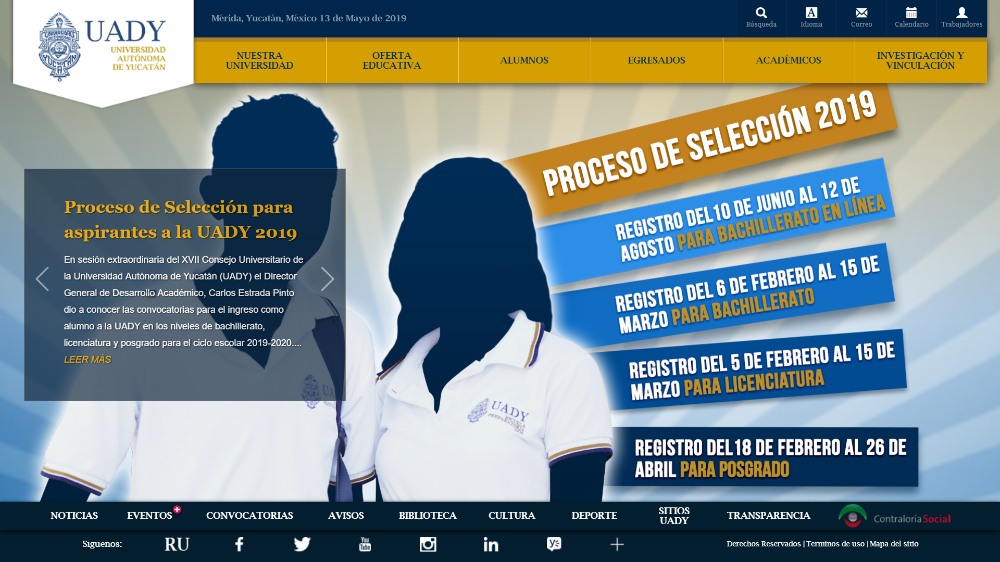 UADY
UNIVERSIDAD
AUTÓNOMA
DE YUCATÁN
Mérida, Yucatán, México 13 de Mayo de 2019
Búsqueda
Idioma
Correo
Calendario
Trabajadores
NUESTRA
UNIVERSIDAD
OFERTA
EDUCATIVA
ALUMNOS
EGRESADOS
ACADÉMICOS
INVESTIGACIÓN Y
VINCULACIÓN
PROCESO DE SELECCIÓN 2019
REGISTRO DEL 10 DE JUNIO AL 12 DE
AGOSTO PARA BACHILLERATO EN LÍNEA
REGISTRO DEL 6 DE FEBRERO AL 15 DE
MARZO PARA BACHILLERATO
REGISTRO DEL 5 DE FEBRERO AL 15 DE
MARZO PARA LICENCIATURA
REGISTRO DEL 18 DE FEBRERO AL 26 DE
ABRIL PARA POSGRADO
Proceso de Selección para
aspirantes a la UADY 2019
En sesión extraordinaria del XVII Consejo Universitario de
la Universidad Autónoma de Yucatán (UADY) el Director
General de Desarrollo Académico, Carlos Estrada Pinto
dio a conocer las convocatorias para el ingreso como
alumno a la UADY en los niveles de bachillerato,
licenciatura y posgrado para el ciclo escolar 2019-2020....
LEER MÁS
UADY
ESCUELA
PREPARATORIA
DOS
NOTICIAS
EVENTOS
CONVOCATORIAS
AVISOS
BIBLIOTECA
CULTURA
DEPORTE
SITIOS
UADY
TRANSPARENCIA
Contraloría Social
Siguenos:
RU
You
Tube
Derechos Reservados | Terminos de uso | Mapa del sitio